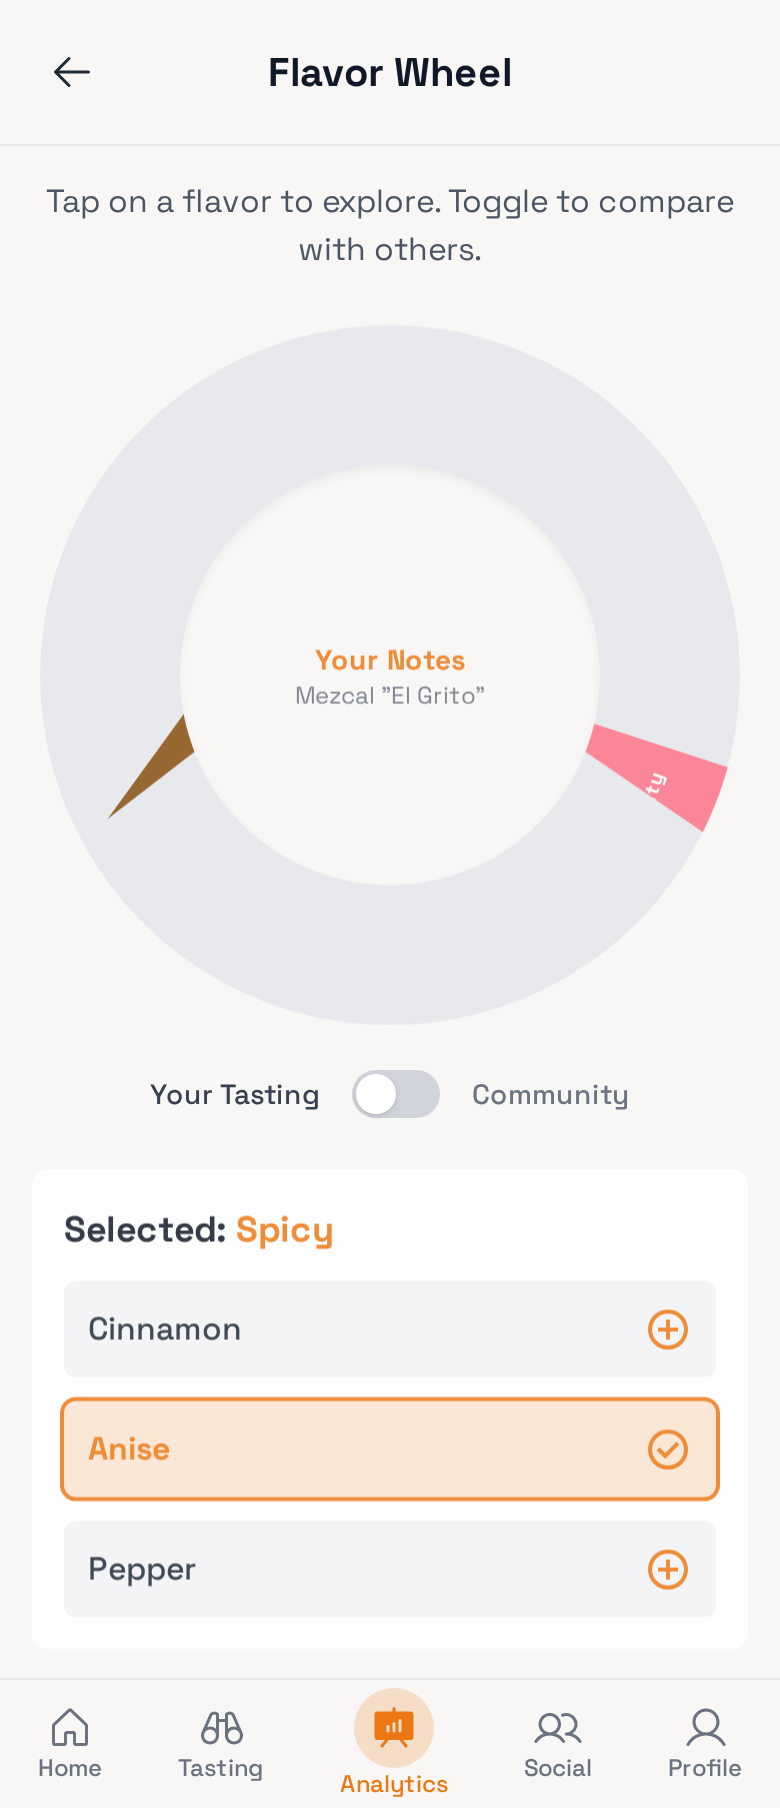 Flavor Wheel
Tap on a flavor to explore. Toggle to compare
with others.
Your Notes
Mezcal "El Grito"
ty
Your Tasting
Community
Selected: Spicy
Cinnamon
Anise
Pepper
Home
Tasting
Analytics
Social
Profile